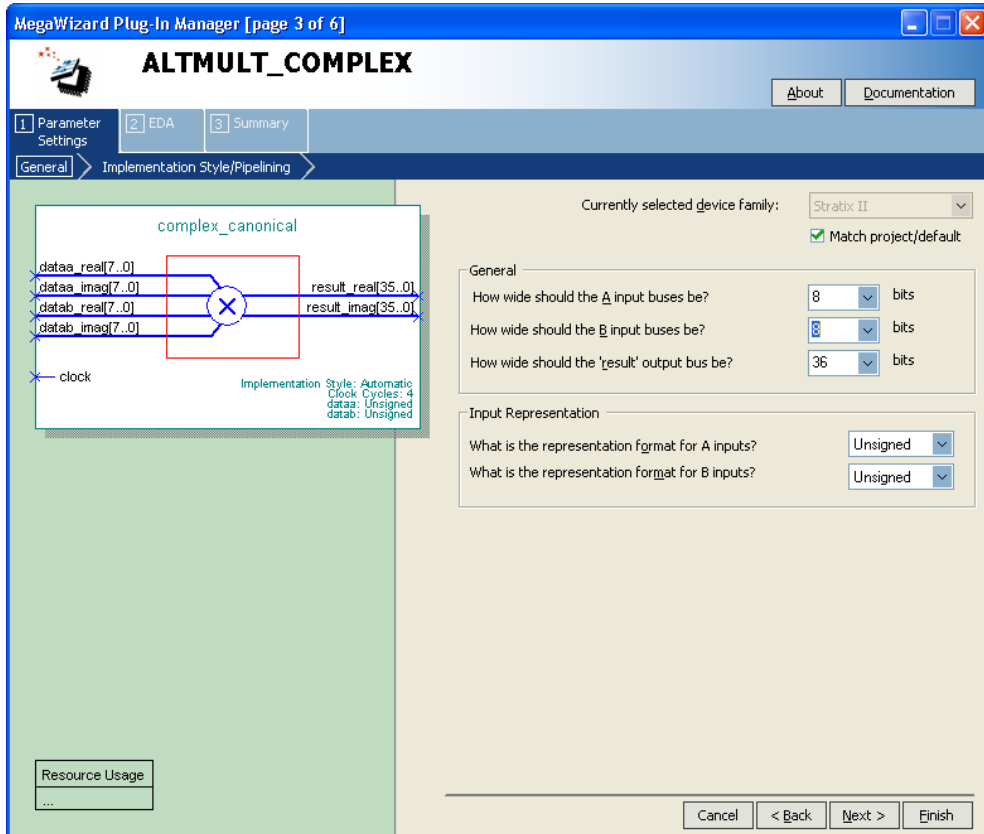 MegaWizard Plug-In Manager [page 3 of 6]
ALTMULT_COMPLEX
About
Documentation
1 Parameter Settings
2 EDA
3 Summary
General
Implementation Style/Pipelining
complex_canonical
dataa_real[7..0]
dataa_imag[7..0]
datab_real[7..0]
datab_imag[7..0]
result_real[35..0]
result_imag[35..0]
clock
Implementation Style: Automatic
Clock Cycles: 4
dataa: Unsigned
datab: Unsigned
Currently selected device family:
Stratix II
Match project/default
General
How wide should the A input buses be?
8
bits
How wide should the B input buses be?
8
bits
How wide should the 'result' output bus be?
36
bits
Input Representation
What is the representation format for A inputs?
Unsigned
What is the representation format for B inputs?
Unsigned
Resource Usage
...
Cancel
< Back
Next >
Finish